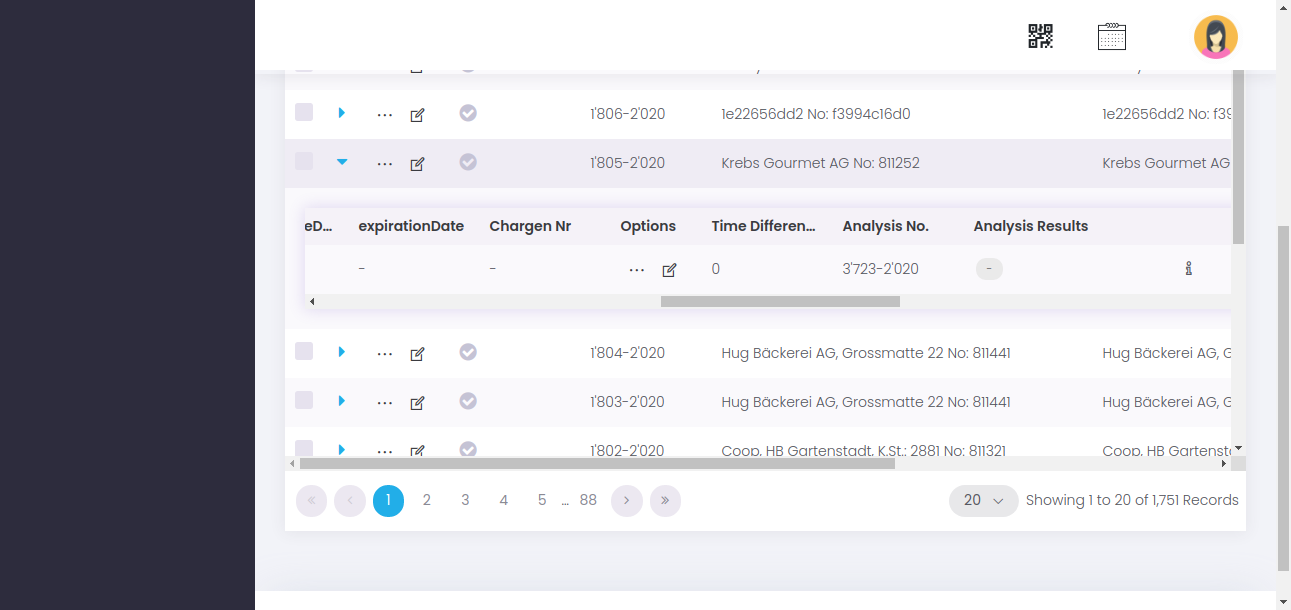 1'806-2'020 1e22656dd2 No: f3994c16d0 1e22656dd2 No: f39
1'805-2'020 Krebs Gourmet AG No: 811252 Krebs Gourmet AG
eD... expirationDate Chargen Nr Options Time Differen... Analysis No. Analysis Results
- - ... 0 3'723-2'020 -
1'804-2'020 Hug Bäckerei AG, Grossmatte 22 No: 811441 Hug Bäckerei AG, G
1'803-2'020 Hug Bäckerei AG, Grossmatte 22 No: 811441 Hug Bäckerei AG, G
1'802-2'020 Coop, HB Gartenstadt, K.St.: 2881 No: 811321 Coop, HB Gartenst
« ‹ 1 2 3 4 5 ... 88 › » 20 Showing 1 to 20 of 1,751 Records